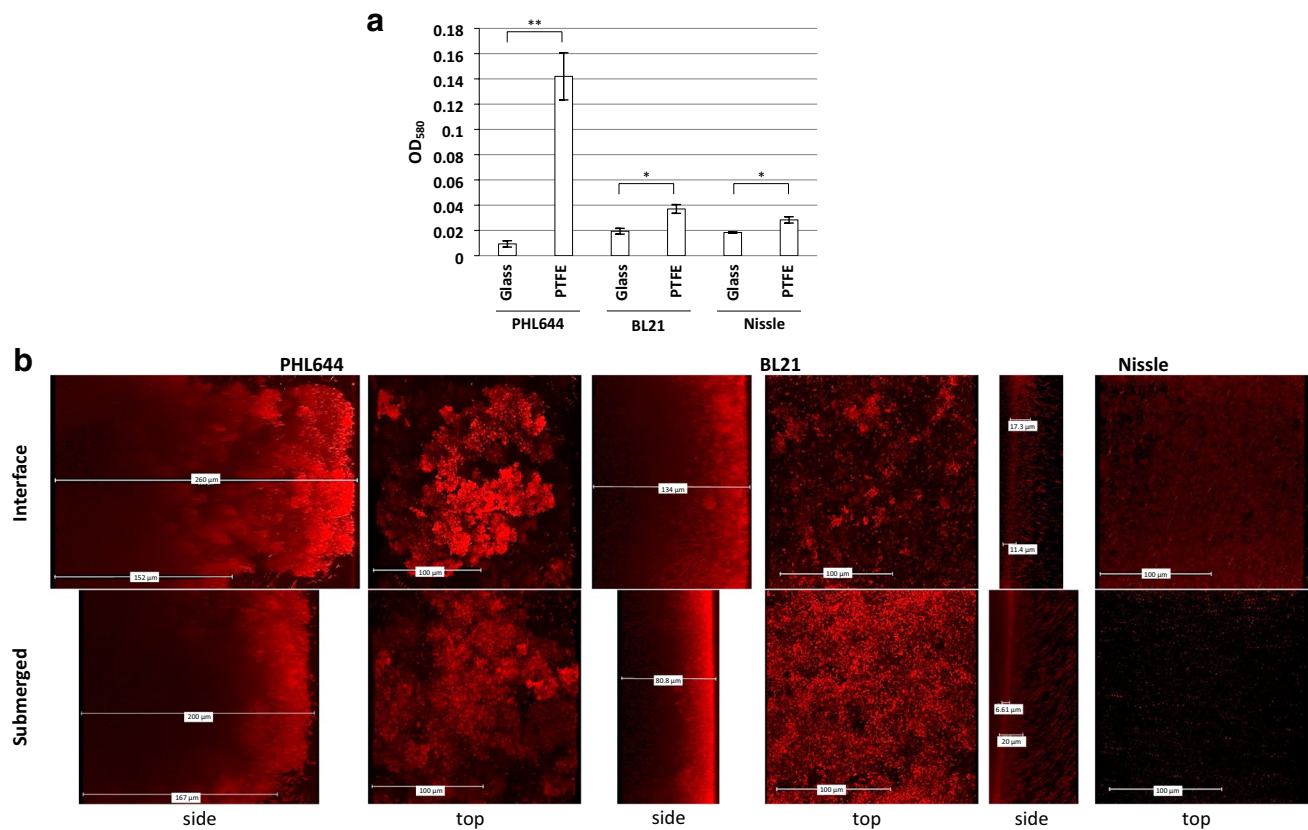 a
**
0.18
0.16
0.14
0.12
0.1
0.08
0.06
0.04
0.02
0
OD580
*
*
Glass
PTFE
Glass
PTFE
Glass
PTFE
PHL644
BL21
Nissle
b
PHL644
BL21
Nissle
Interface
260 µm
152 µm
100 µm
134 µm
100 µm
17.3 µm
11.4 µm
100 µm
Submerged
200 µm
167 µm
100 µm
80.8 µm
100 µm
6.61 µm
20 µm
100 µm
side
top
side
top
side
top